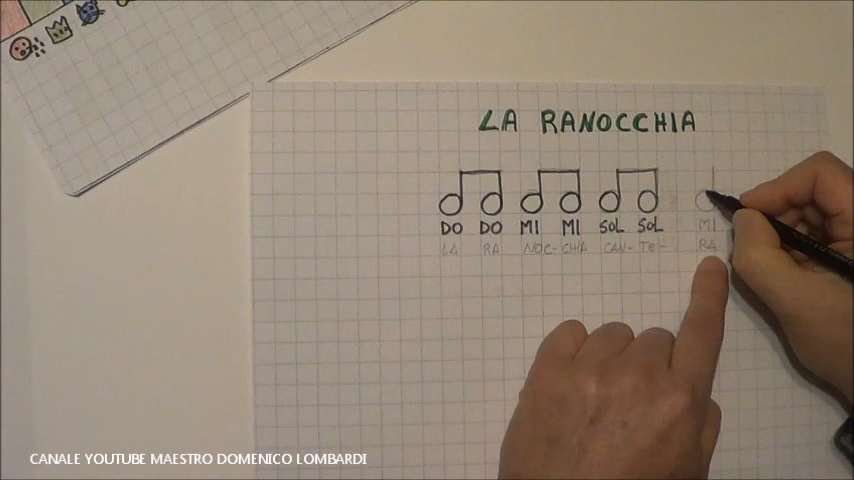 LA RANOCCHIA
DO DO MI MI SOL SOL MI
LA RA NOC- CHIA CAN- TE- RA
CANALE YOUTUBE MAESTRO DOMENICO LOMBARDI